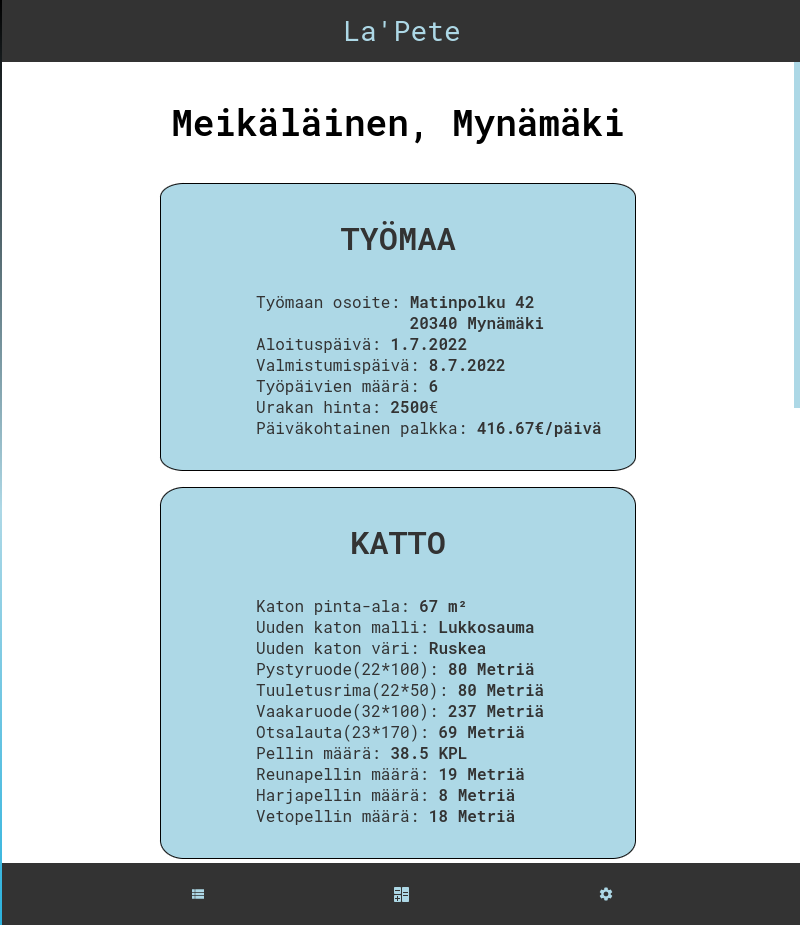 La'Pete
Meikäläinen, Mynämäki
TYÖMAA
Työmaan osoite: Matinpolku 42
20340 Mynämäki
Aloituspäivä: 1.7.2022
Valmistumispäivä: 8.7.2022
Työpäivien määrä: 6
Urakan hinta: 2500€
Päiväkohtainen palkka: 416.67€/päivä
KATTO
Katon pinta-ala: 67 m²
Uuden katon malli: Lukkosauma
Uuden katon väri: Ruskea
Pystyruode(22*100): 80 Metriä
Tuuletusrima(22*50): 80 Metriä
Vaakaruode(32*100): 237 Metriä
Otsalauta(23*170): 69 Metriä
Pellin määrä: 38.5 KPL
Reunapellin määrä: 19 Metriä
Harjapellin määrä: 8 Metriä
Vetopellin määrä: 18 Metriä